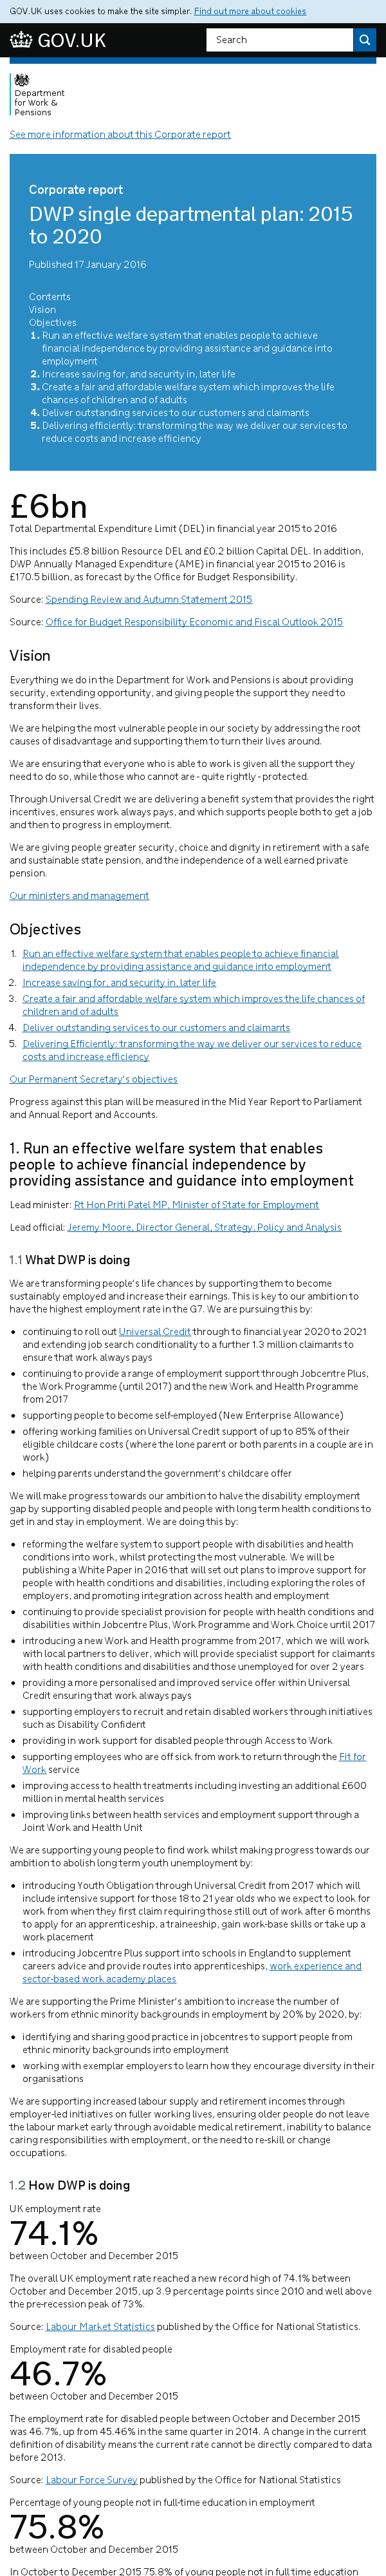 GOV.UK uses cookies to make the site simpler. Find out more about cookies
GOV.UK
Search
Department
for Work &
Pensions
See more information about this Corporate report
Corporate report
DWP single departmental plan: 2015
to 2020
Published 17 January 2016
Contents
Vision
Objectives
1. Run an effective welfare system that enables people to achieve
financial independence by providing assistance and guidance into
employment
2. Increase saving for, and security in, later life
3. Create a fair and affordable welfare system which improves the life
chances of children and of adults
4. Deliver outstanding services to our customers and claimants
5. Delivering efficiently: transforming the way we deliver our services to
reduce costs and increase efficiency
£6bn
Total Departmental Expenditure Limit (DEL) in financial year 2015 to 2016
This includes £5.8 billion Resource DEL and £0.2 billion Capital DEL. In addition,
DWP Annually Managed Expenditure (AME) in financial year 2015 to 2016 is
£170.5 billion, as forecast by the Office for Budget Responsibility.
Source: Spending Review and Autumn Statement 2015
Source: Office for Budget Responsibility Economic and Fiscal Outlook 2015
Vision
Everything we do in the Department for Work and Pensions is about providing
security, extending opportunity, and giving people the support they need to
transform their lives.
We are helping the most vulnerable people in our society by addressing the root
causes of disadvantage and supporting them to turn their lives around.
We are ensuring that everyone who is able to work is given all the support they
need to do so, while those who cannot are - quite rightly - protected.
Through Universal Credit we are delivering a benefit system that provides the right
incentives, ensures work always pays, and which supports people both to get a job
and then to progress in employment.
We are giving people greater security, choice and dignity in retirement with a safe
and sustainable state pension, and the independence of a well earned private
pension.
Our ministers and management
Objectives
1. Run an effective welfare system that enables people to achieve financial
independence by providing assistance and guidance into employment
2. Increase saving for, and security in, later life
3. Create a fair and affordable welfare system which improves the life chances of
children and of adults
4. Deliver outstanding services to our customers and claimants
5. Delivering Efficiently: transforming the way we deliver our services to reduce
costs and increase efficiency
Our Permanent Secretary's objectives
Progress against this plan will be measured in the Mid Year Report to Parliament
and Annual Report and Accounts.
1. Run an effective welfare system that enables
people to achieve financial independence by
providing assistance and guidance into employment
Lead minister: Rt Hon Priti Patel MP, Minister of State for Employment
Lead official: Jeremy Moore, Director General, Strategy, Policy and Analysis
1.1 What DWP is doing
We are transforming people's life chances by supporting them to become
sustainably employed and increase their earnings. This is key to our ambition to
have the highest employment rate in the G7. We are pursuing this by:
• continuing to roll out Universal Credit through to financial year 2020 to 2021
and extending job search conditionality to a further 1.3 million claimants to
ensure that work always pays
• continuing to provide a range of employment support through Jobcentre Plus,
the Work Programme (until 2017) and the new Work and Health Programme
from 2017
• supporting people to become self-employed (New Enterprise Allowance)
• offering working families on Universal Credit support of up to 85% of their
eligible childcare costs (where the lone parent or both parents in a couple are in
work)
• helping parents understand the government's childcare offer
We will make progress towards our ambition to halve the disability employment
gap by supporting disabled people and people with long term health conditions to
get in and stay in employment. We are doing this by:
• reforming the welfare system to support people with disabilities and health
conditions into work, whilst protecting the most vulnerable. We will be
publishing a White Paper in 2016 that will set out plans to improve support for
people with health conditions and disabilities, including exploring the roles of
employers, and promoting integration across health and employment
• continuing to provide specialist provision for people with health conditions and
disabilities within Jobcentre Plus, Work Programme and Work Choice until 2017
• introducing a new Work and Health programme from 2017, which we will work
with local partners to deliver, which will provide specialist support for claimants
with health conditions and disabilities and those unemployed for over 2 years
• providing a more personalised and improved service offer within Universal
Credit ensuring that work always pays
• supporting employers to recruit and retain disabled workers through initiatives
such as Disability Confident
• providing in work support for disabled people through Access to Work
• supporting employees who are off sick from work to return through the Fit for
Work service
• improving access to health treatments including investing an additional £600
million in mental health services
• improving links between health services and employment support through a
Joint Work and Health Unit
We are supporting young people to find work whilst making progress towards our
ambition to abolish long term youth unemployment by:
• introducing Youth Obligation through Universal Credit from 2017 which will
include intensive support for those 18 to 21 year olds who we expect to look for
work from when they first claim requiring those still out of work after 6 months
to apply for an apprenticeship, a traineeship, gain work-base skills or take up a
work placement
• introducing Jobcentre Plus support into schools in England to supplement
careers advice and provide routes into apprenticeships, work experience and
sector-based work academy places
We are supporting the Prime Minister's ambition to increase the number of
workers from ethnic minority backgrounds in employment by 20% by 2020, by:
• identifying and sharing good practice in jobcentres to support people from
ethnic minority backgrounds into employment
• working with exemplar employers to learn how they encourage diversity in their
organisations
We are supporting increased labour supply and retirement incomes through
employer-led initiatives on fuller working lives, ensuring older people do not leave
the labour market early through avoidable medical retirement, inability to balance
caring responsibilities with employment, or the need to re-skill or change
occupations.
1.2 How DWP is doing
UK employment rate
74.1%
between October and December 2015
The overall UK employment rate reached a new record high of 74.1% between
October and December 2015, up 3.9 percentage points since 2010 and well above
the pre-recession peak of 73%.
Source: Labour Market Statistics published by the Office for National Statistics.
Employment rate for disabled people
46.7%
between October and December 2015
The employment rate for disabled people between October and December 2015
was 46.7%, up from 45.46% in the same quarter in 2014. A change in the current
definition of disability means the current rate cannot be directly compared to data
before 2013.
Source: Labour Force Survey published by the Office for National Statistics
Percentage of young people not in full-time education in employment
75.8%
between October and December 2015
In October to December 2015 75.8% of young people not in full time education